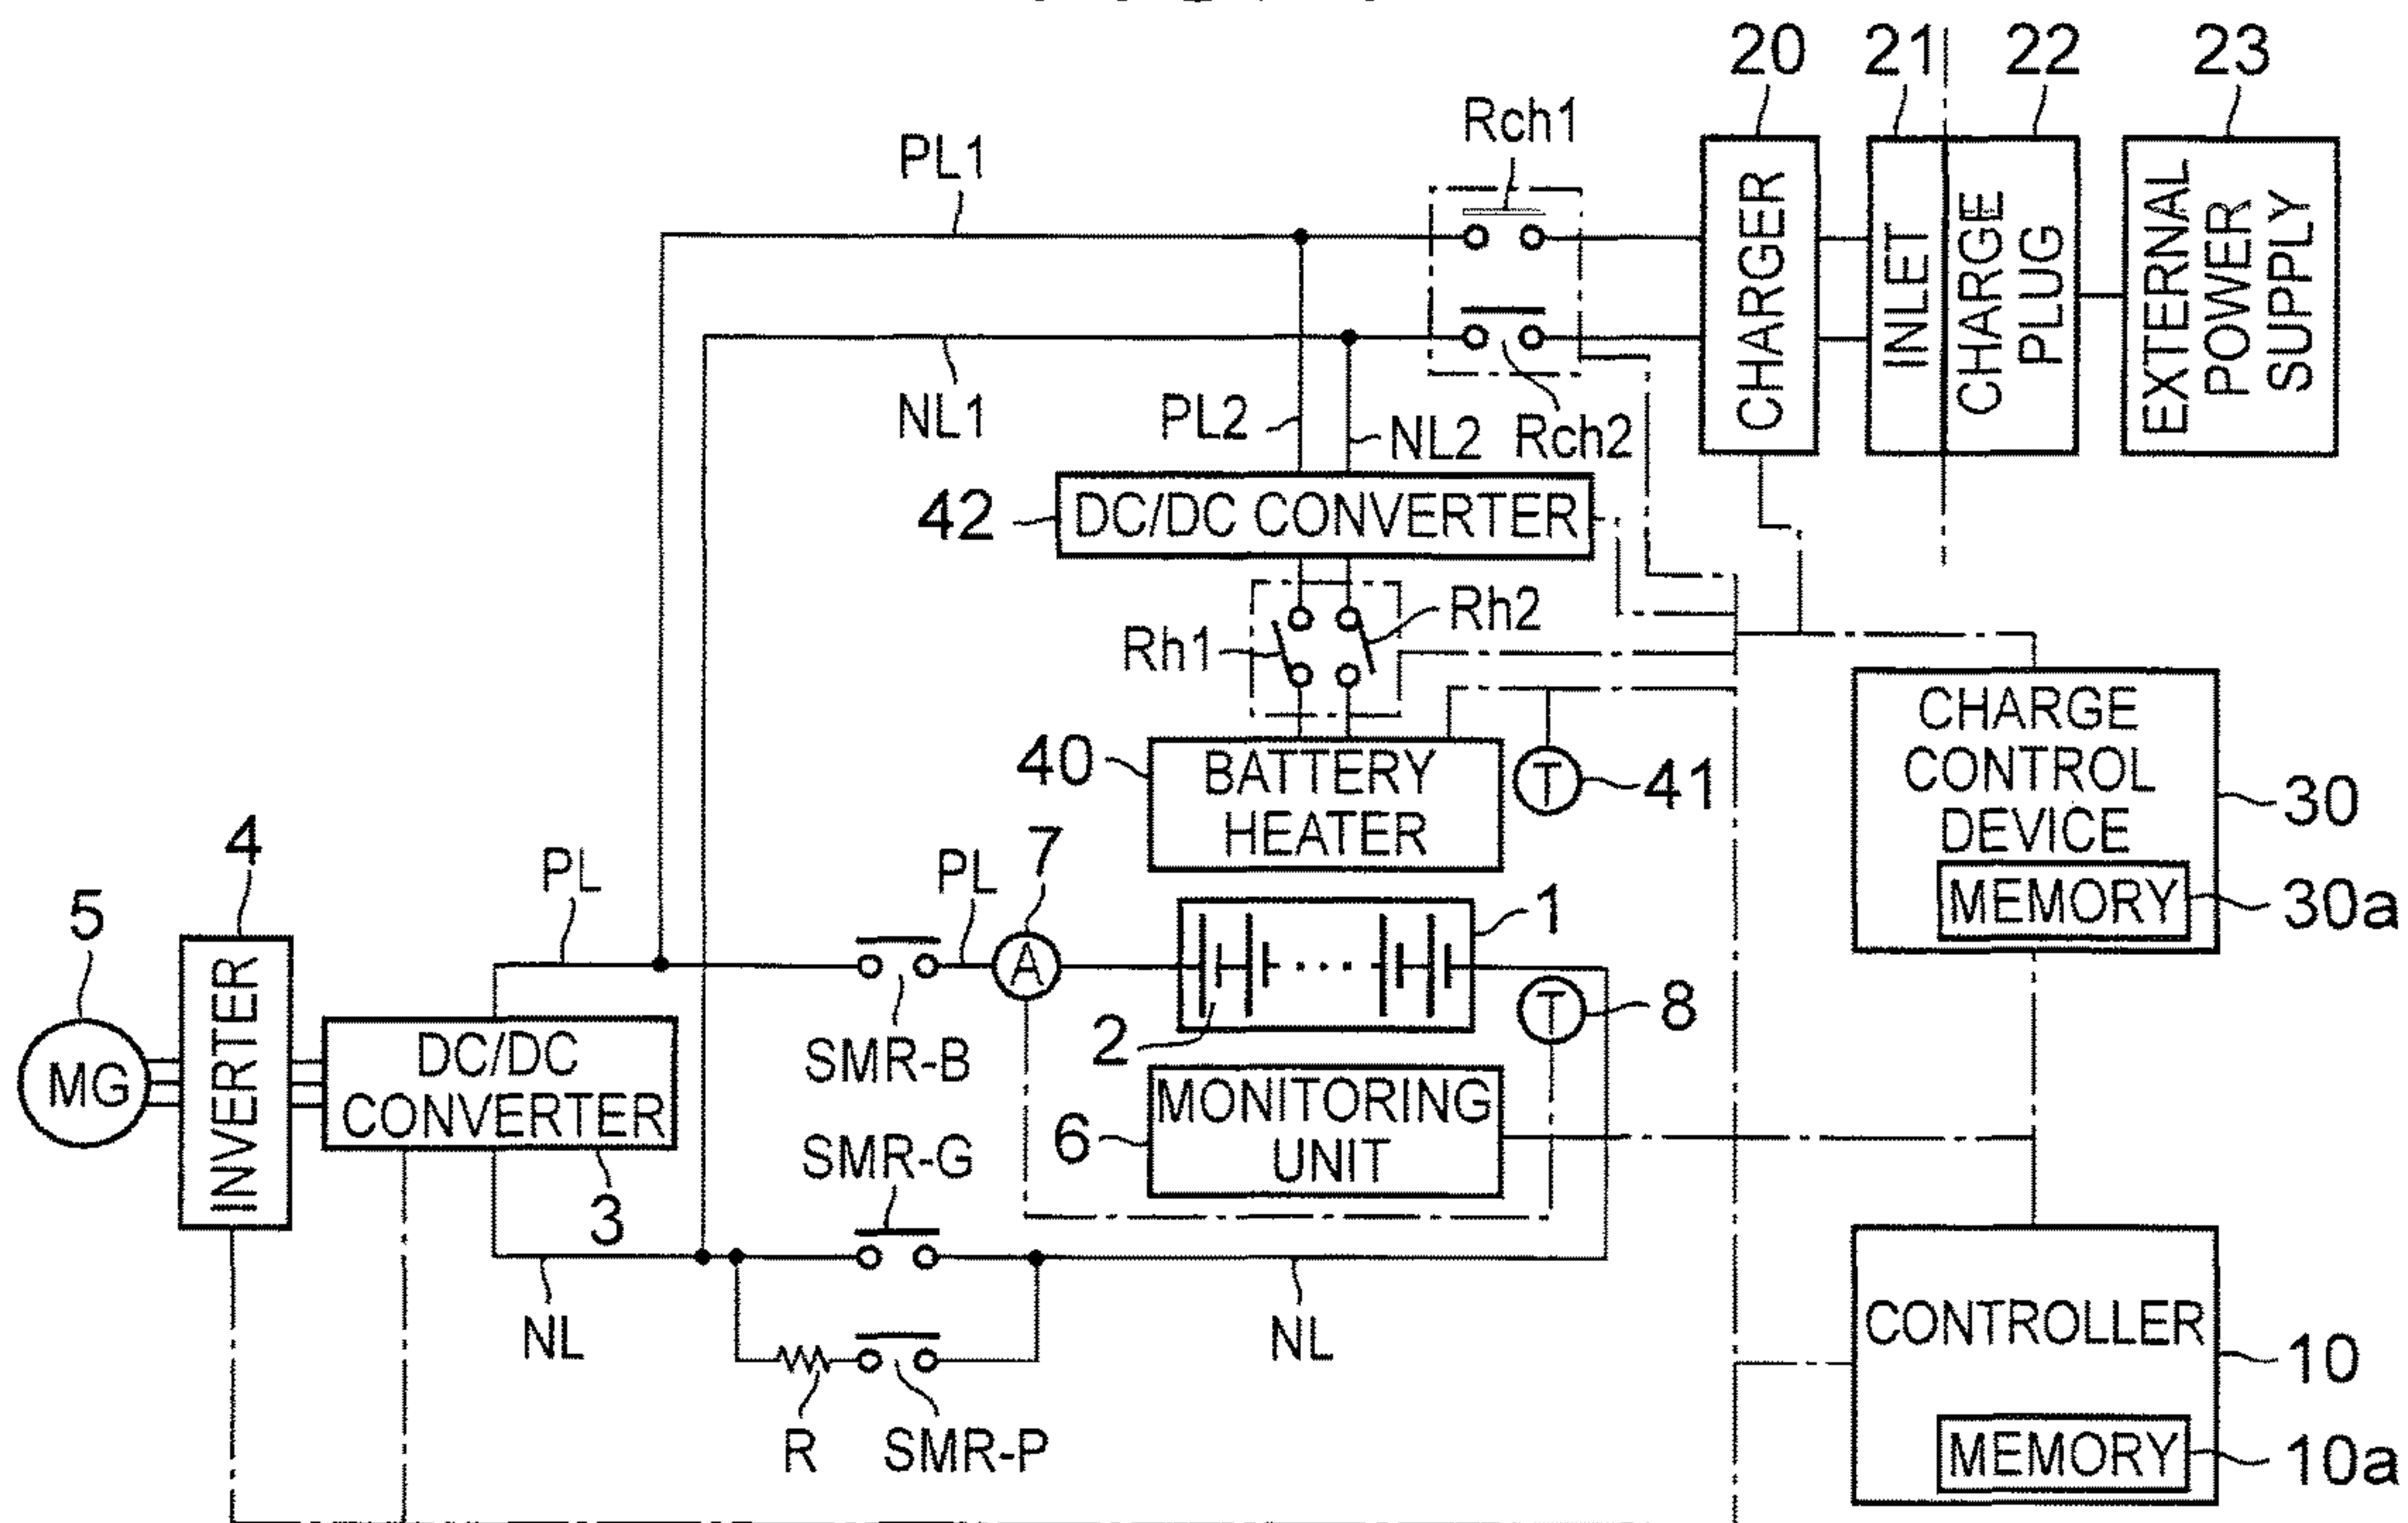 20
21
22
23
Rch1
PL1
CHARGER
INLET
CHARGE
PLUG
EXTERNAL
POWER
SUPPLY
NL1
PL2
NL2
Rch2
42
DC/DC CONVERTER
Rh1
Rh2
40
BATTERY
HEATER
T
41
CHARGE
CONTROL
DEVICE
30
MEMORY
30a
4
5
PL
PL
7
A
1
2
T
8
MG
INVERTER
DC/DC
CONVERTER
3
SMR-B
SMR-G
6
MONITORING
UNIT
NL
NL
R
SMR-P
CONTROLLER
10
MEMORY
10a